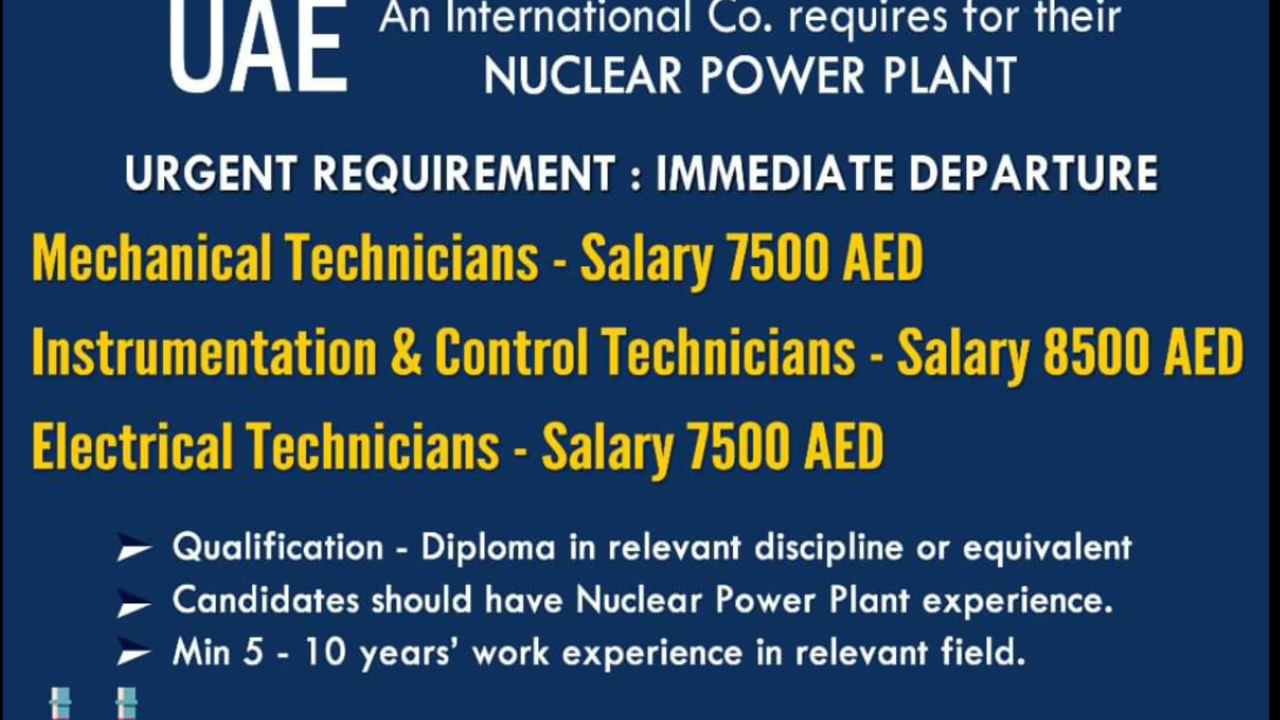 UAE
An International Co. requires for their
NUCLEAR POWER PLANT
URGENT REQUIREMENT : IMMEDIATE DEPARTURE
Mechanical Technicians - Salary 7500 AED
Instrumentation & Control Technicians - Salary 8500 AED
Electrical Technicians - Salary 7500 AED
Qualification - Diploma in relevant discipline or equivalent
Candidates should have Nuclear Power Plant experience.
Min 5 - 10 years’ work experience in relevant field.